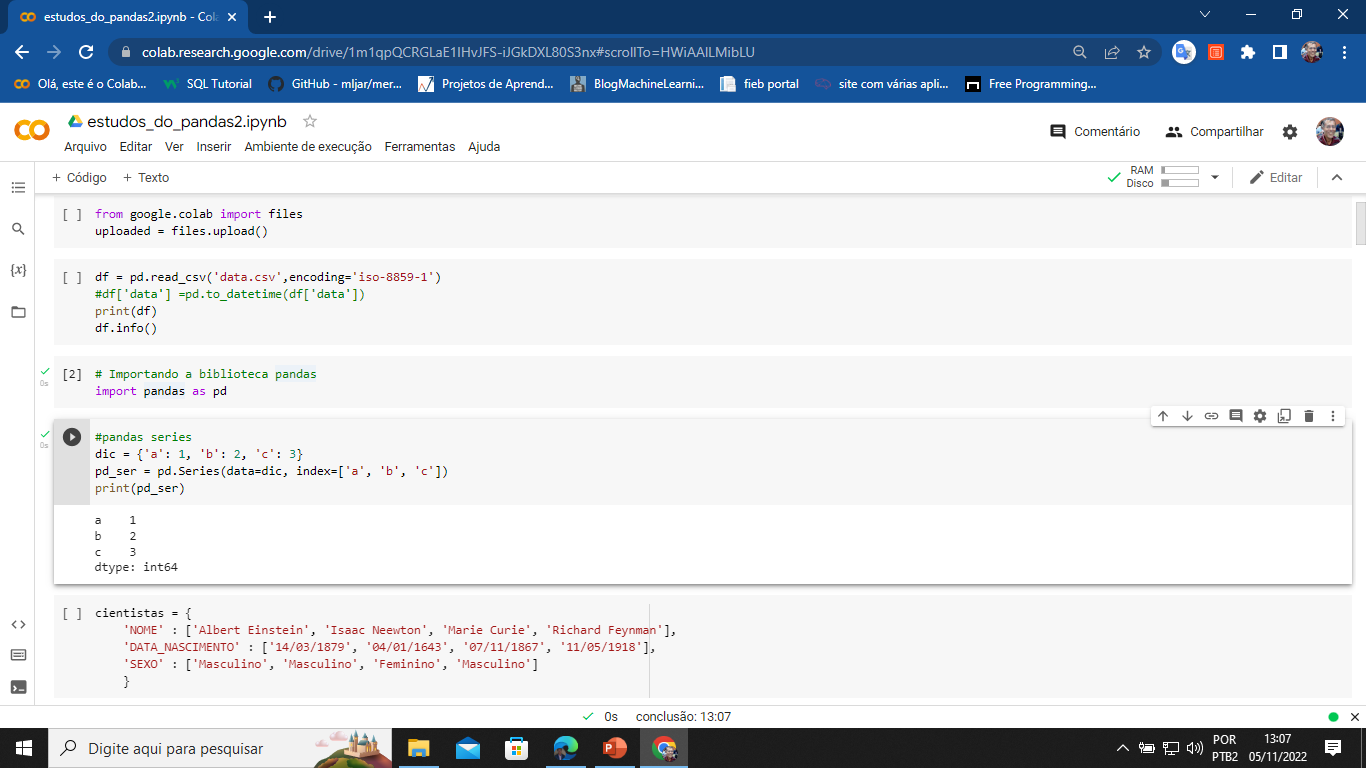 estudos_do_pandas2.ipynb - Cola
colab.research.google.com/drive/1m1qpQCRGLaE1IHvJFS-iJGkDXL80S3nx#scrollTo=HWiAAlLMibLU
Olá, este é o Colab... SQL Tutorial GitHub - mljar/mer... Projetos de Aprend... BlogMachineLearni... fieb portal site com várias apli... Free Programming...
estudos_do_pandas2.ipynb
Comentário Compartilhar
Arquivo Editar Ver Inserir Ambiente de execução Ferramentas Ajuda
+ Código + Texto
RAM
Disco
Editar
[ ] from google.colab import files
uploaded = files.upload()
{x}
[ ] df = pd.read_csv('data.csv',encoding='iso-8859-1')
#df['data'] =pd.to_datetime(df['data'])
print(df)
df.info()
0s
[2] # Importando a biblioteca pandas
import pandas as pd
0s
#pandas series
dic = {'a': 1, 'b': 2, 'c': 3}
pd_ser = pd.Series(data=dic, index=['a', 'b', 'c'])
print(pd_ser)
a 1
b 2
c 3
dtype: int64
[ ] cientistas = {
'NOME' : ['Albert Einstein', 'Isaac Neewton', 'Marie Curie', 'Richard Feynman'],
'DATA_NASCIMENTO' : ['14/03/1879', '04/01/1643', '07/11/1867', '11/05/1918'],
'SEXO' : ['Masculino', 'Masculino', 'Feminino', 'Masculino']
}
0s conclusão: 13:07
Digite aqui para pesquisar
POR
PTB2
13:07
05/11/2022